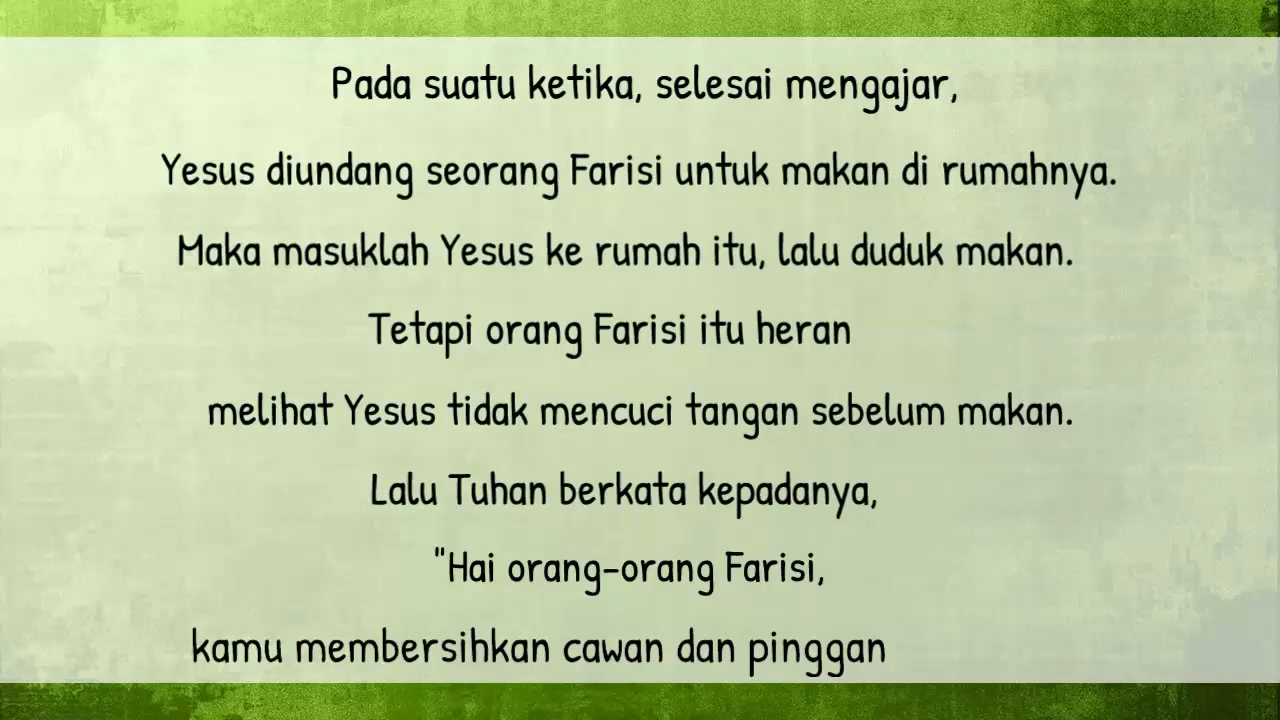 Pada suatu ketika, selesai mengajar,
Yesus diundang seorang Farisi untuk makan di rumahnya.
Maka masuklah Yesus ke rumah itu, lalu duduk makan.
Tetapi orang Farisi itu heran
melihat Yesus tidak mencuci tangan sebelum makan.
Lalu Tuhan berkata kepadanya,
"Hai orang-orang Farisi,
kamu membersihkan cawan dan pinggan